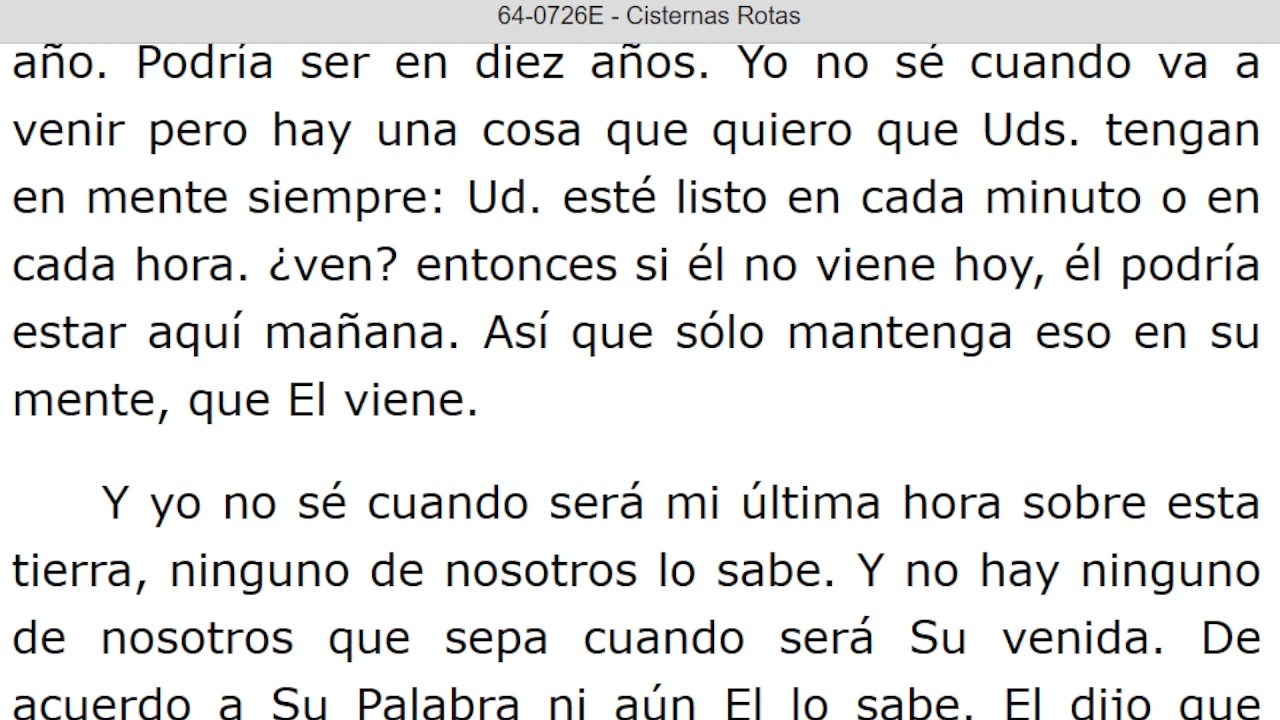 64-0726E - Cisternas Rotas
año. Podría ser en diez años. Yo no sé cuando va a
venir pero hay una cosa que quiero que Uds. tengan
en mente siempre: Ud. esté listo en cada minuto o en
cada hora. ¿ven? entonces si él no viene hoy, él podría
estar aquí mañana. Así que sólo mantenga eso en su
mente, que El viene.
Y yo no sé cuando será mi última hora sobre esta
tierra, ninguno de nosotros lo sabe. Y no hay ninguno
de nosotros que sepa cuando será Su venida. De
acuerdo a Su Palabra ni aún El lo sabe. El dijo que